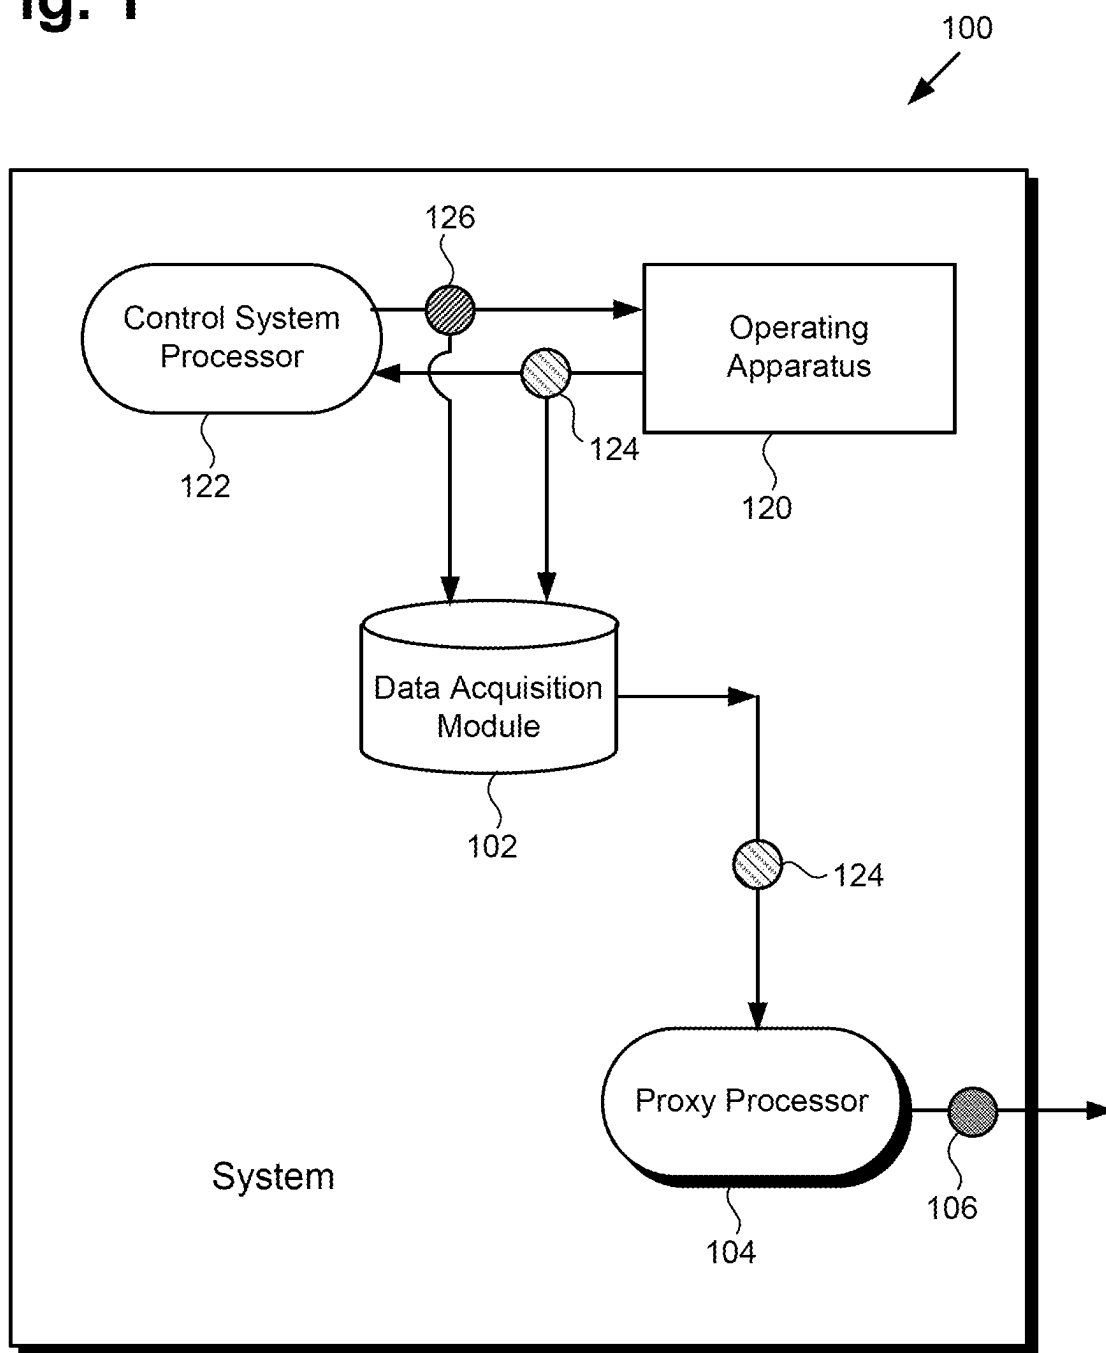 ig. 1
100
126
Control System
Processor
Operating
Apparatus
124
122
120
Data Acquisition
Module
102
124
Proxy Processor
System
106
104